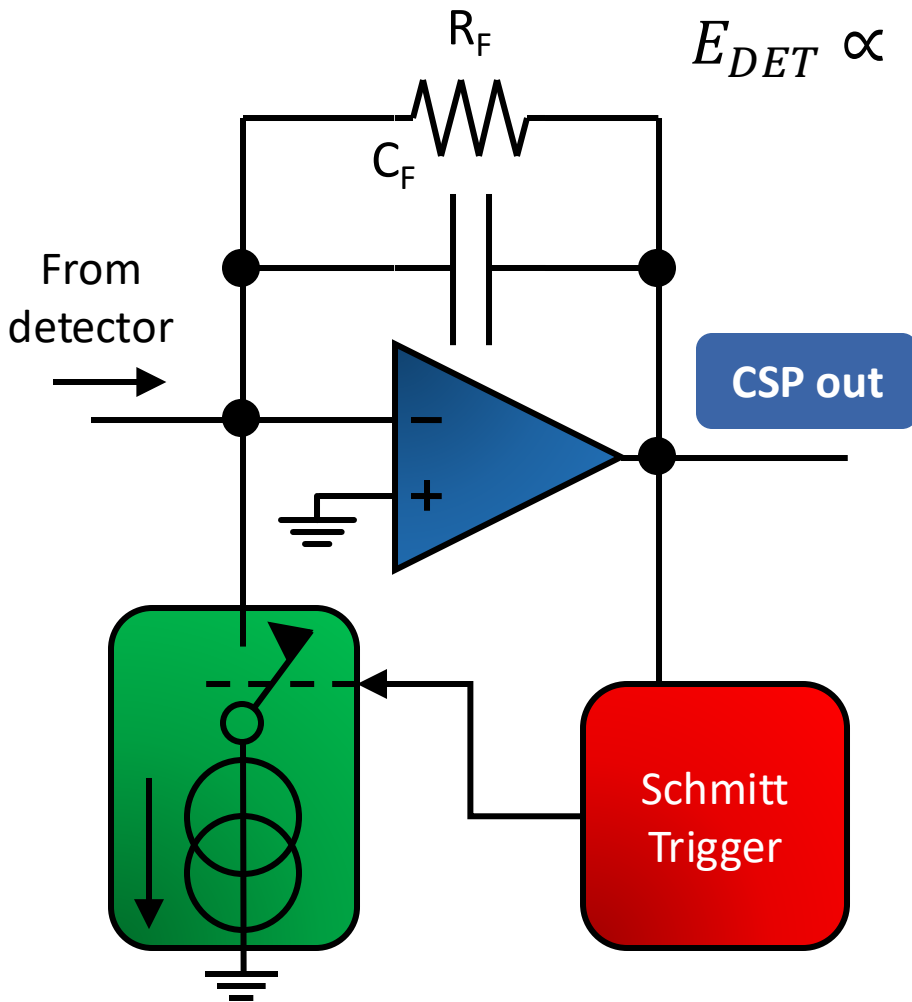 R_F
E_DET ∝
C_F
From
detector
CSP out
−
+
Schmitt
Trigger